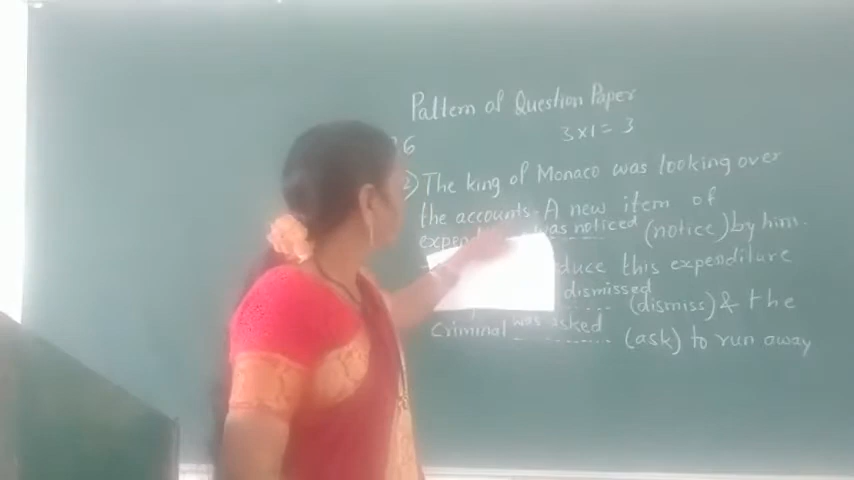 Pattern of Question Paper
3x1= 3
6
2) The king of Monaco was looking over
the accounts. A new item of
was noticed (notice) by him.
this expenditure
dismissed (dismiss) & the
Criminal was asked (ask) to run away